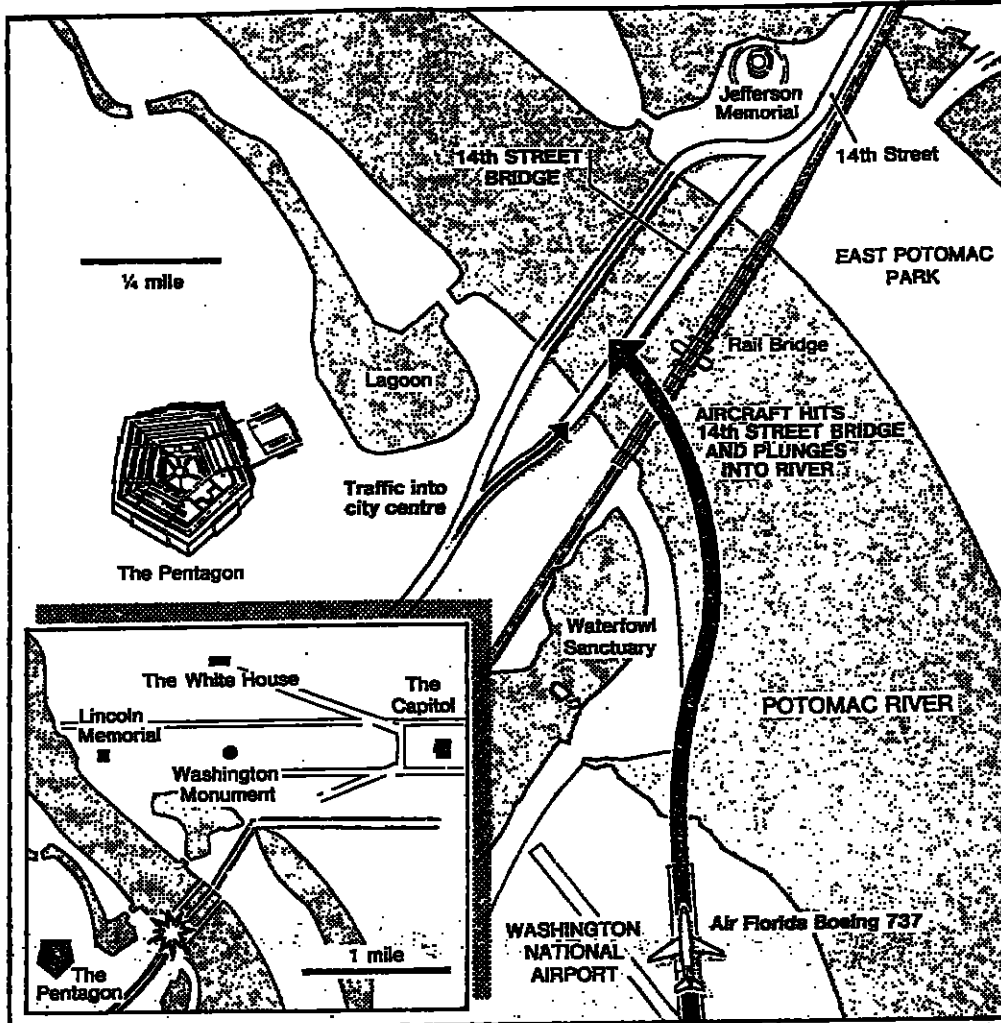 Jefferson
Memorial
14th STREET
BRIDGE
14th Street
¼ mile
EAST POTOMAC
PARK
Lagoon
Rail Bridge
AIRCRAFT HITS
14th STREET BRIDGE
AND PLUNGES
INTO RIVER
Traffic into
city centre
The Pentagon
Waterfowl
Sanctuary
POTOMAC RIVER
The White House
The
Capitol
Lincoln
Memorial
Washington
Monument
1 mile
The
Pentagon
WASHINGTON
NATIONAL
AIRPORT
Air Florida Boeing 737